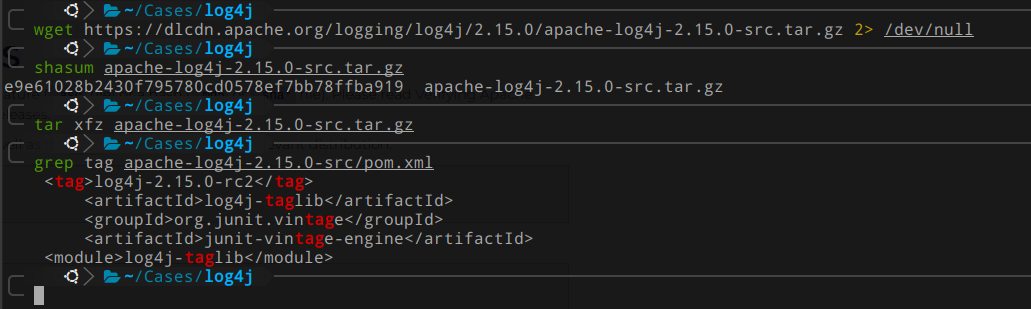 ~/Cases/log4j
wget https://dlcdn.apache.org/logging/log4j/2.15.0/apache-log4j-2.15.0-src.tar.gz 2> /dev/null
~/Cases/log4j
shasum apache-log4j-2.15.0-src.tar.gz
e9e61028b2430f795780cd0578ef7bb78ffba919  apache-log4j-2.15.0-src.tar.gz
~/Cases/log4j
tar xfz apache-log4j-2.15.0-src.tar.gz
~/Cases/log4j
grep tag apache-log4j-2.15.0-src/pom.xml
<tag>log4j-2.15.0-rc2</tag>
<artifactId>log4j-taglib</artifactId>
<groupId>org.junit.vintage</groupId>
<artifactId>junit-vintage-engine</artifactId>
<module>log4j-taglib</module>
~/Cases/log4j